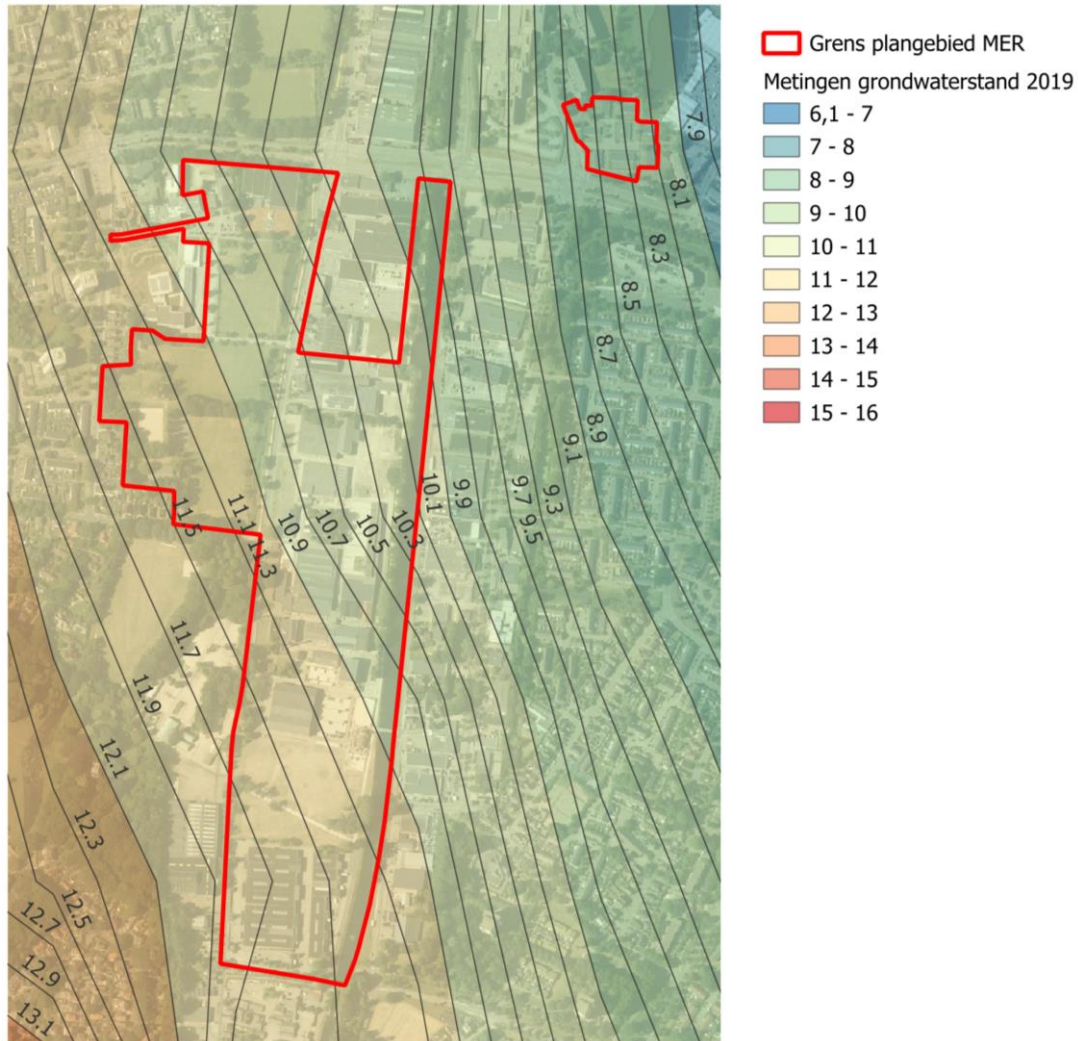 Grens plangebied MER
Metingen grondwaterstand 2019
6,1 - 7
7 - 8
8 - 9
9 - 10
10 - 11
11 - 12
12 - 13
13 - 14
14 - 15
15 - 16
7.9
8.1
8.3
8.5
8.7
8.9
9.1
9.3
9.5
9.7
9.9
10.1
10.3
10.5
10.7
10.9
11.1
11.3
11.5
11.7
11.9
12.1
12.3
12.5
12.7
12.9
13.1